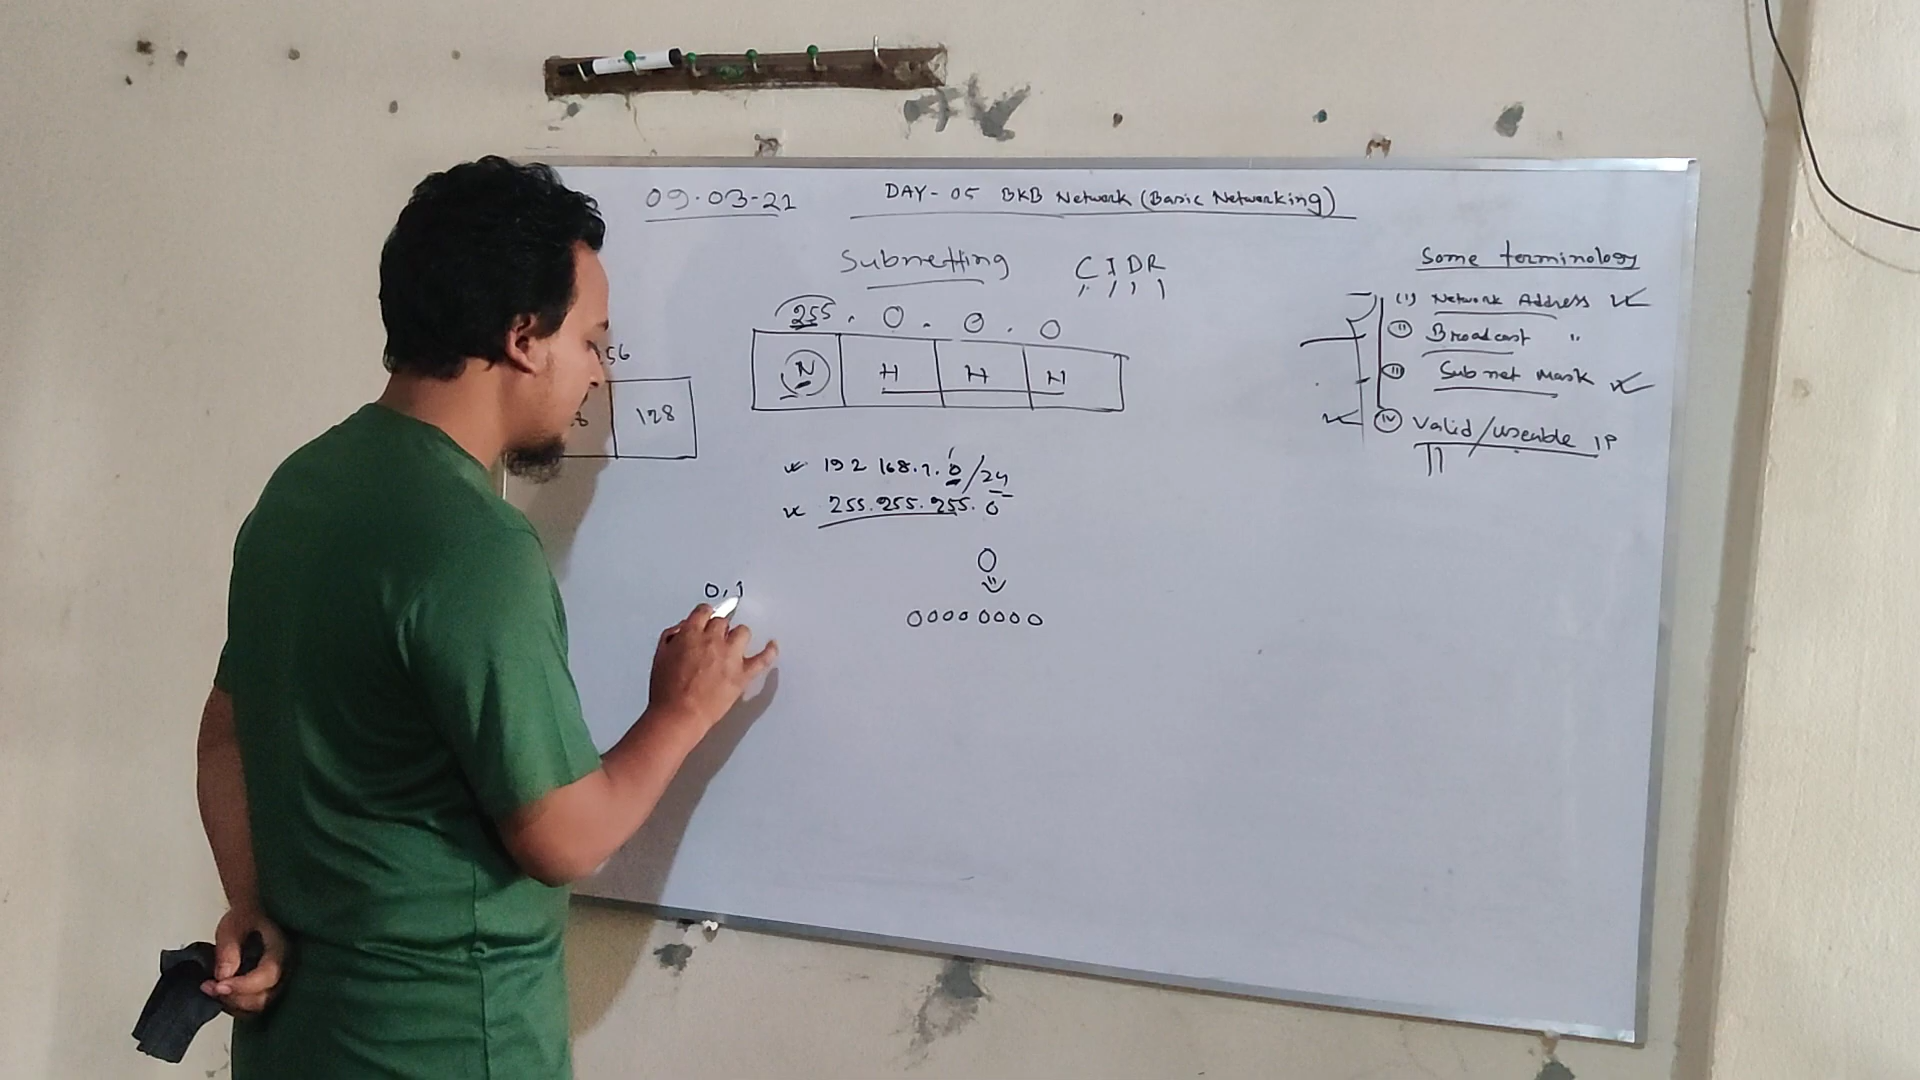 09.03-21
DAY-05 BKB Network (Basic Networking)
Subnetting CIDR
255.0.0.0
N H H H
56
128
192 168.1.0/24
255.255.255.0
0
00000000
0,1
Some terminology
(i) Network Address
(ii) Broadcast "
(iii) Subnet Mask
(iv) Valid/useable IP